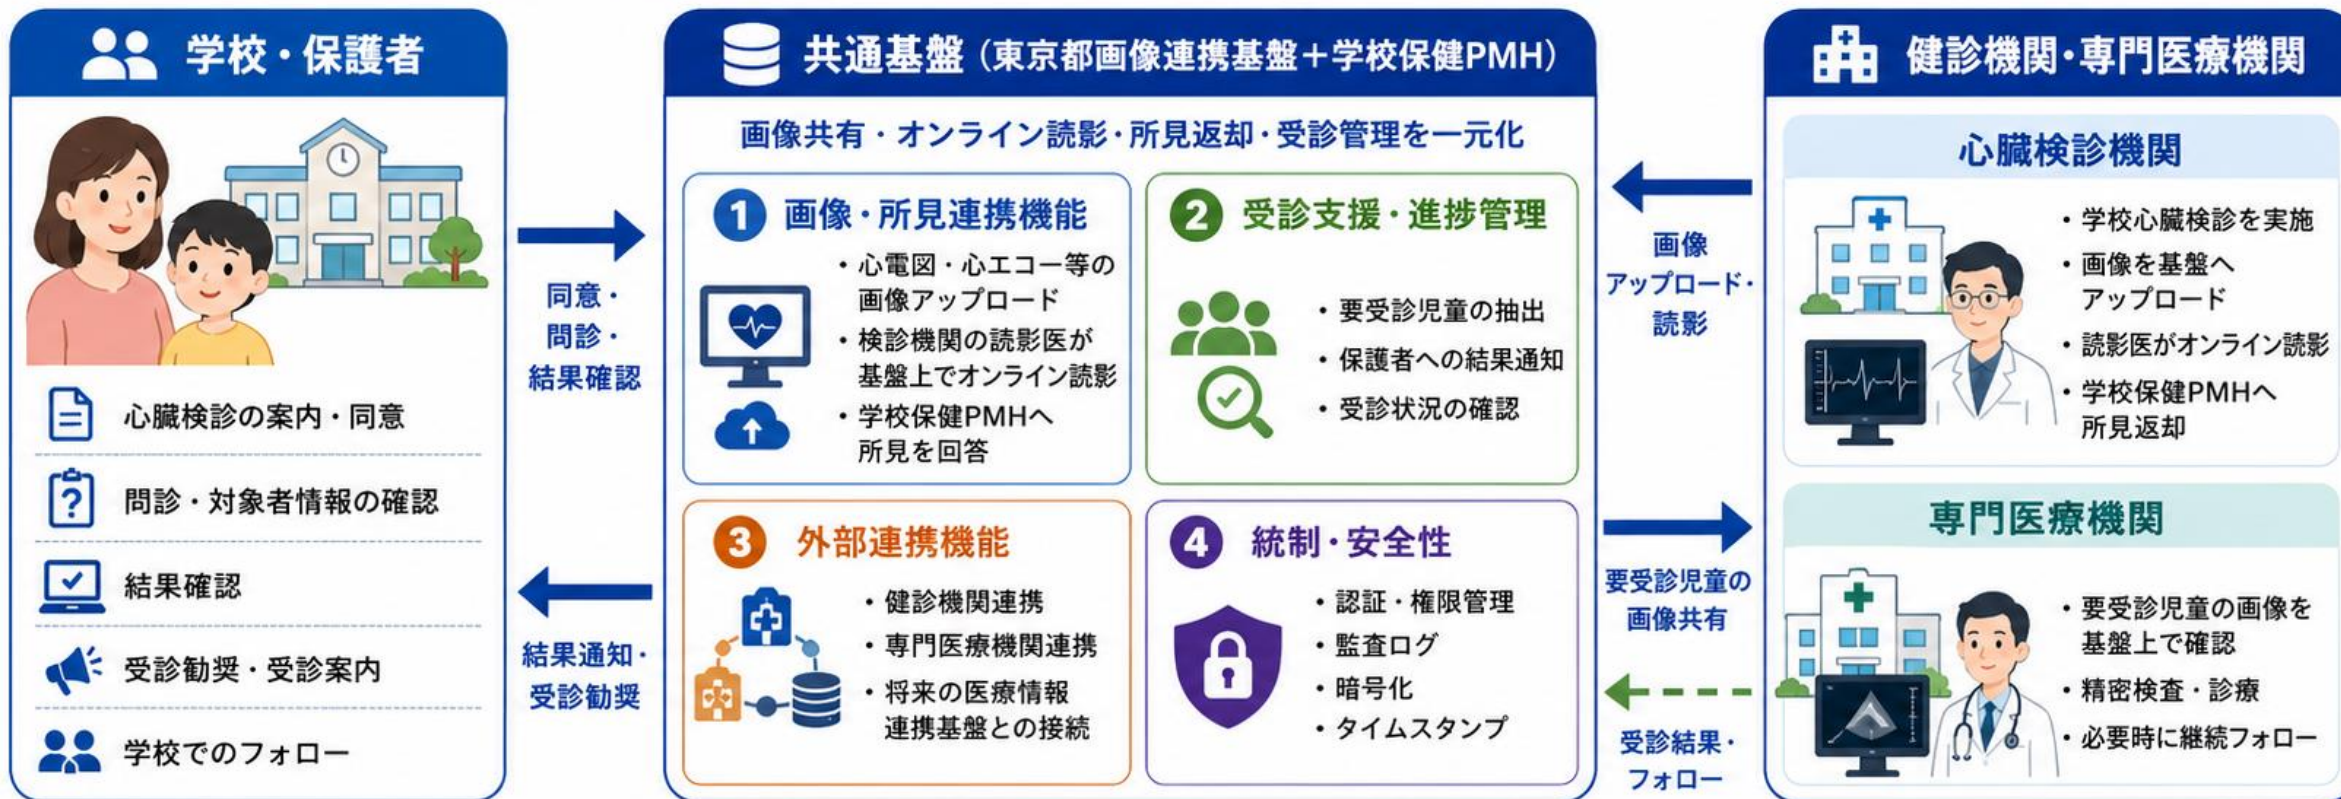 学校・保護者
心臓検診の案内・同意
問診・対象者情報の確認
結果確認
受診勧奨・受診案内
学校でのフォロー
同意・
問診・
結果確認
結果通知・
受診勧奨
共通基盤（東京都画像連携基盤＋学校保健PMH）
画像共有・オンライン読影・所見返却・受診管理を一元化
1 画像・所見連携機能
・心電図・心エコー等の
画像アップロード
・検診機関の読影医が
基盤上でオンライン読影
・学校保健PMHへ
所見を回答
2 受診支援・進捗管理
・要受診児童の抽出
・保護者への結果通知
・受診状況の確認
3 外部連携機能
・健診機関連携
・専門医療機関連携
・将来の医療情報
連携基盤との接続
4 統制・安全性
・認証・権限管理
・監査ログ
・暗号化
・タイムスタンプ
画像
アップロード・
読影
要受診児童の
画像共有
受診結果・
フォロー
健診機関・専門医療機関
心臓検診機関
・学校心臓検診を実施
・画像を基盤へ
アップロード
・読影医がオンライン読影
・学校保健PMHへ
所見返却
専門医療機関
・要受診児童の画像を
基盤上で確認
・精密検査・診療
・必要時に継続フォロー